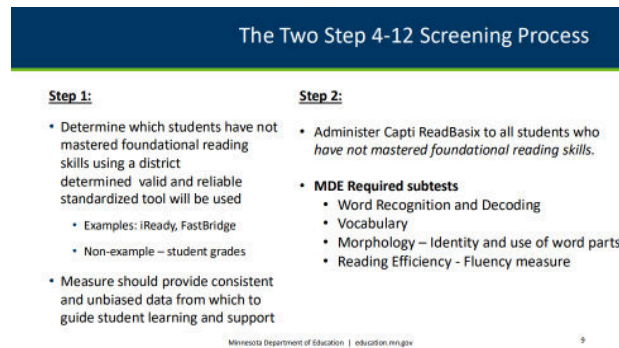 The Two Step 4-12 Screening Process
Step 1:
• Determine which students have not
mastered foundational reading
skills using a district
determined valid and reliable
standardized tool will be used
• Examples: iReady, FastBridge
• Non-example – student grades
• Measure should provide consistent
and unbiased data from which to
guide student learning and support
Step 2:
• Administer Capti ReadBasix to all students who
have not mastered foundational reading skills.
• MDE Required subtests
• Word Recognition and Decoding
• Vocabulary
• Morphology – Identity and use of word parts
• Reading Efficiency - Fluency measure
Minnesota Department of Education | education.mn.gov
9